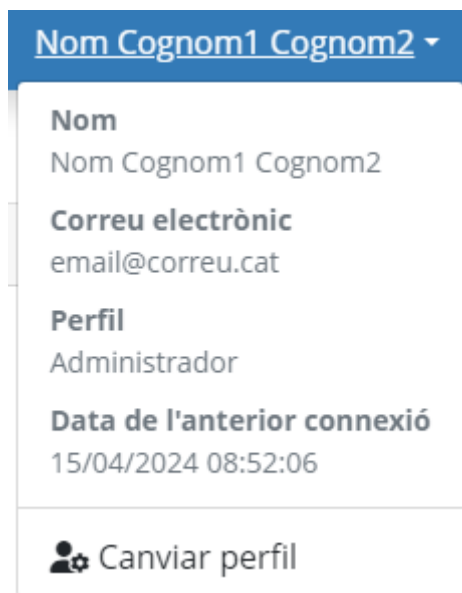 Nom Cognom1 Cognom2
Nom
Nom Cognom1 Cognom2
Correu electrònic
email@correu.cat
Perfil
Administrador
Data de l'anterior connexió
15/04/2024 08:52:06
Canviar perfil